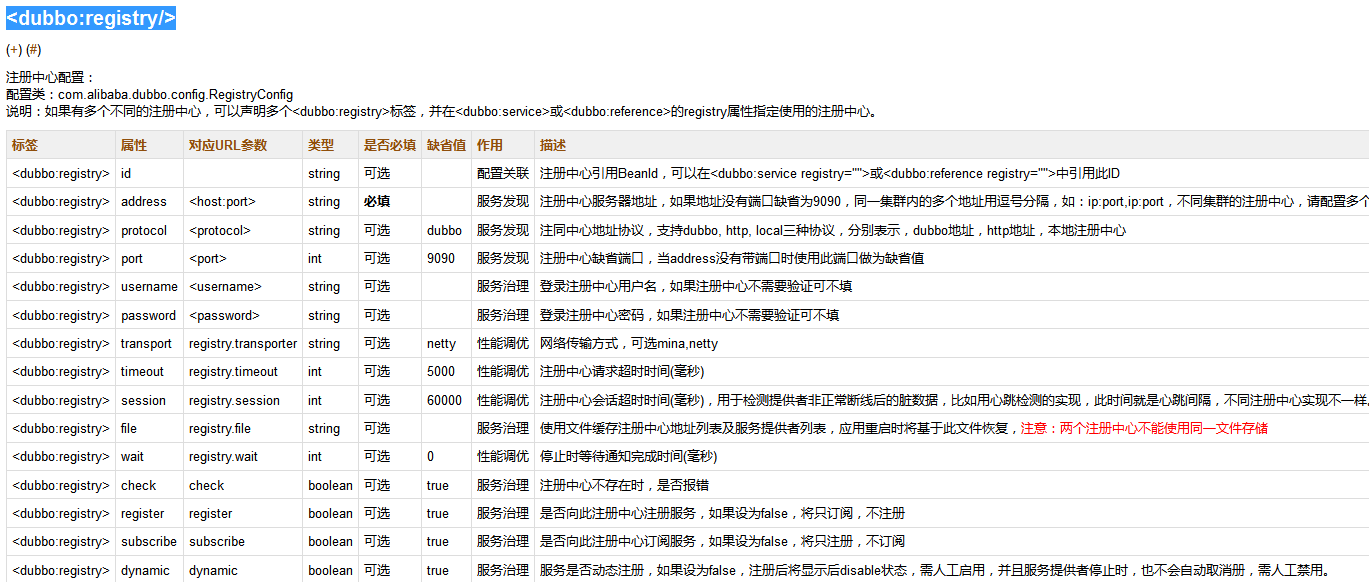 <dubbo:registry/>
(+) (#)
注册中心配置：
配置类：com.alibaba.dubbo.config.RegistryConfig
说明：如果有多个不同的注册中心，可以声明多个<dubbo:registry>标签，并在<dubbo:service>或<dubbo:reference>的registry属性指定使用的注册中心。
标签 属性 对应URL参数 类型 是否必填 缺省值 作用 描述
<dubbo:registry> id string 可选 配置关联 注册中心引用BeanId，可以在<dubbo:service registry="">或<dubbo:reference registry="">中引用此ID
<dubbo:registry> address <host:port> string 必填 服务发现 注册中心服务器地址，如果地址没有端口缺省为9090，同一集群内的多个地址用逗号分隔，如：ip:port,ip:port，不同集群的注册中心，请配置多个
<dubbo:registry> protocol <protocol> string 可选 dubbo 服务发现 注同中心地址协议，支持dubbo, http, local三种协议，分别表示，dubbo地址，http地址，本地注册中心
<dubbo:registry> port <port> int 可选 9090 服务发现 注册中心缺省端口，当address没有带端口时使用此端口做为缺省值
<dubbo:registry> username <username> string 可选 服务治理 登录注册中心用户名，如果注册中心不需要验证可不填
<dubbo:registry> password <password> string 可选 服务治理 登录注册中心密码，如果注册中心不需要验证可不填
<dubbo:registry> transport registry.transporter string 可选 netty 性能调优 网络传输方式，可选mina,netty
<dubbo:registry> timeout registry.timeout int 可选 5000 性能调优 注册中心请求超时时间(毫秒)
<dubbo:registry> session registry.session int 可选 60000 性能调优 注册中心会话超时时间(毫秒)，用于检测提供者非正常断线后的脏数据，比如用心跳检测的实现，此时间就是心跳间隔，不同注册中心实现不一样。
<dubbo:registry> file registry.file string 可选 服务治理 使用文件缓存注册中心地址列表及服务提供者列表，应用重启时将基于此文件恢复，注意：两个注册中心不能使用同一文件存储
<dubbo:registry> wait registry.wait int 可选 0 性能调优 停止时等待通知完成时间(毫秒)
<dubbo:registry> check check boolean 可选 true 服务治理 注册中心不存在时，是否报错
<dubbo:registry> register register boolean 可选 true 服务治理 是否向此注册中心注册服务，如果设为false，将只订阅，不注册
<dubbo:registry> subscribe subscribe boolean 可选 true 服务治理 是否向此注册中心订阅服务，如果设为false，将只注册，不订阅
<dubbo:registry> dynamic dynamic boolean 可选 true 服务治理 服务是否动态注册，如果设为false，注册后将显示后disable状态，需人工启用，并且服务提供者停止时，也不会自动取消册，需人工禁用。